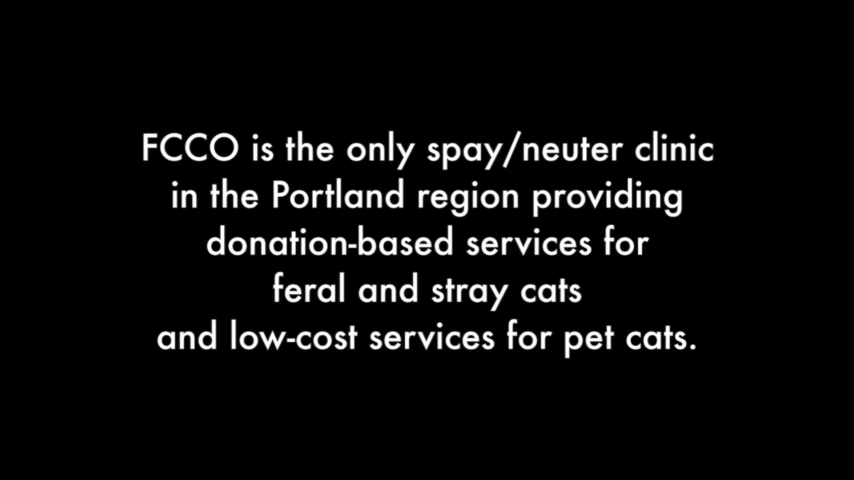 FCCO is the only spay/neuter clinic
in the Portland region providing
donation-based services for
feral and stray cats
and low-cost services for pet cats.